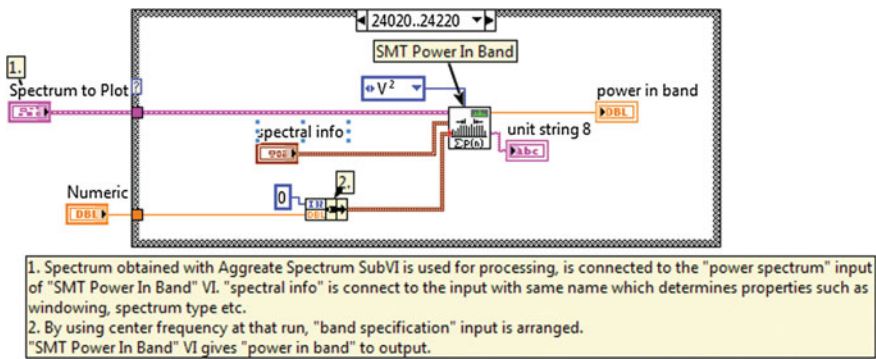 24020..24220
SMT Power In Band
1.
Spectrum to Plot
?
V²
power in band
DBL
spectral info
unit string 8
ΣP(n)
abc
2.
Numeric
0
DBL
DBL
1. Spectrum obtained with Aggreate Spectrum SubVI is used for processing, is connected to the "power spectrum" input
of "SMT Power In Band" VI. "spectral info" is connect to the input with same name which determines properties such as
windowing, spectrum type etc.
2. By using center frequency at that run, "band specification" input is arranged.
"SMT Power In Band" VI gives "power in band" to output.